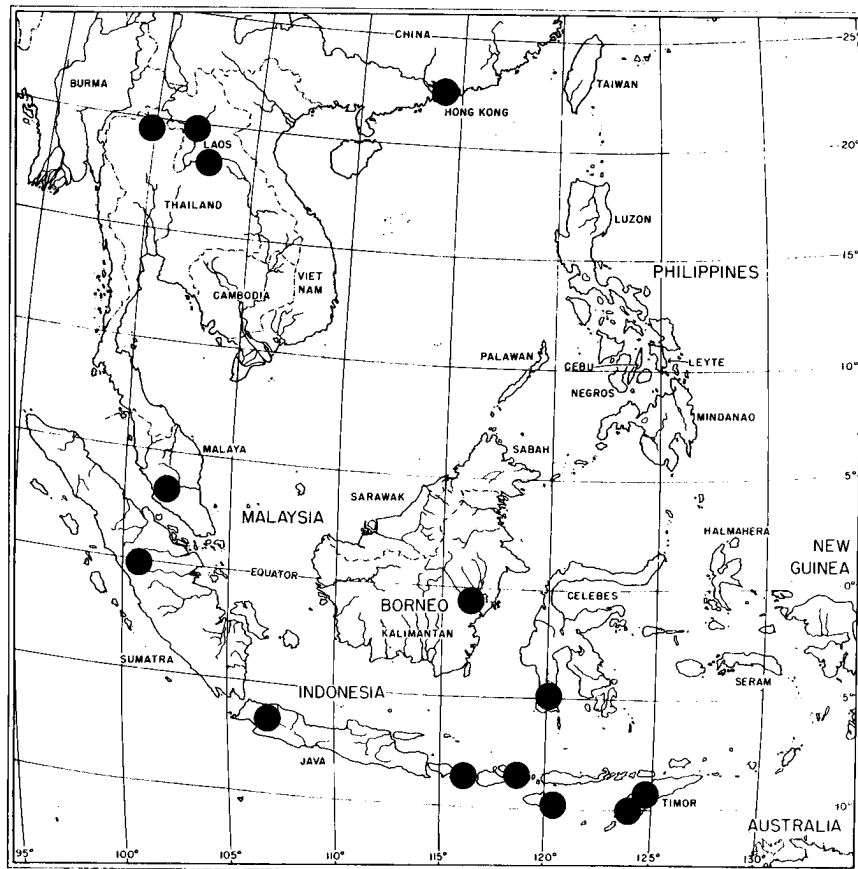 CHINA
25°
BURMA
TAIWAN
HONG KONG
LAOS
20°
THAILAND
LUZON
VIET
NAM
15°
PHILIPPINES
CAMBODIA
PALAWAN
CEBU
LEYTE
10°
NEGROS
MINDANAO
MALAYA
SABAH
5°
SARAWAK
MALAYSIA
HALMAHERA
NEW
GUINEA
EQUATOR
0°
BORNEO
CELEBES
KALIMANTAN
SUMATRA
SERAM
INDONESIA
5°
JAVA
TIMOR
10°
AUSTRALIA
95° 100° 105° 110° 115° 120° 125° 130°